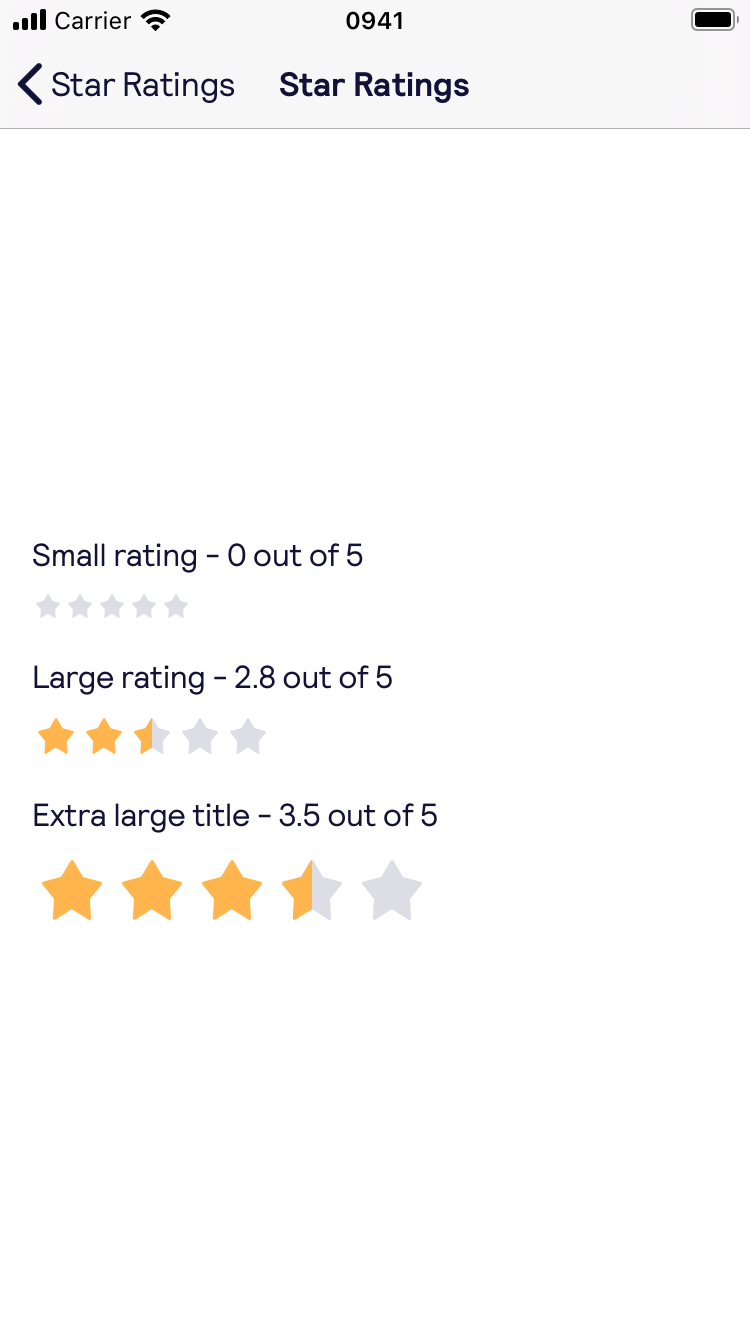 Carrier 0941
Star Ratings Star Ratings
Small rating - 0 out of 5
Large rating - 2.8 out of 5
Extra large title - 3.5 out of 5